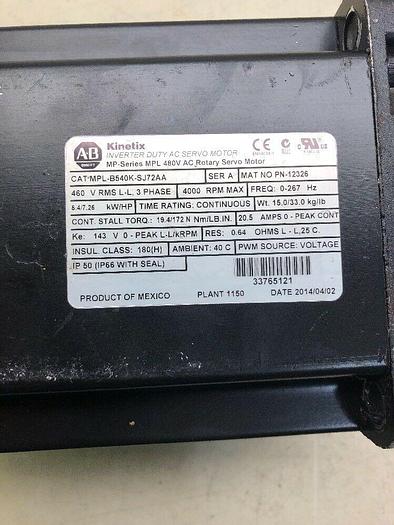 A·B Kinetix
INVERTER DUTY AC SERVO MOTOR
MP-Series MPL 480V AC Rotary Servo Motor
CAT. MPL-B540K-SJ72AA SER A MAT NO PN-12326
460 V RMS L-L, 3 PHASE 4000 RPM MAX FREQ: 0-267 Hz
5.4/7.25 kW/HP TIME RATING: CONTINUOUS Wt. 15.0/33.0 kg/lb
CONT. STALL TORQ : 19.4/172 N Nm/LB.IN. 20.5 AMPS 0 - PEAK CONT
Ke: 143 V 0-PEAK L-L/kRPM RES: 0.64 OHMS L - L,25 C.
INSUL. CLASS: 180(H) AMBIENT: 40 C PWM SOURCE: VOLTAGE
IP 50 (IP66 WITH SEAL)
33765121
PRODUCT OF MEXICO PLANT 1150 DATE 2014/04/02